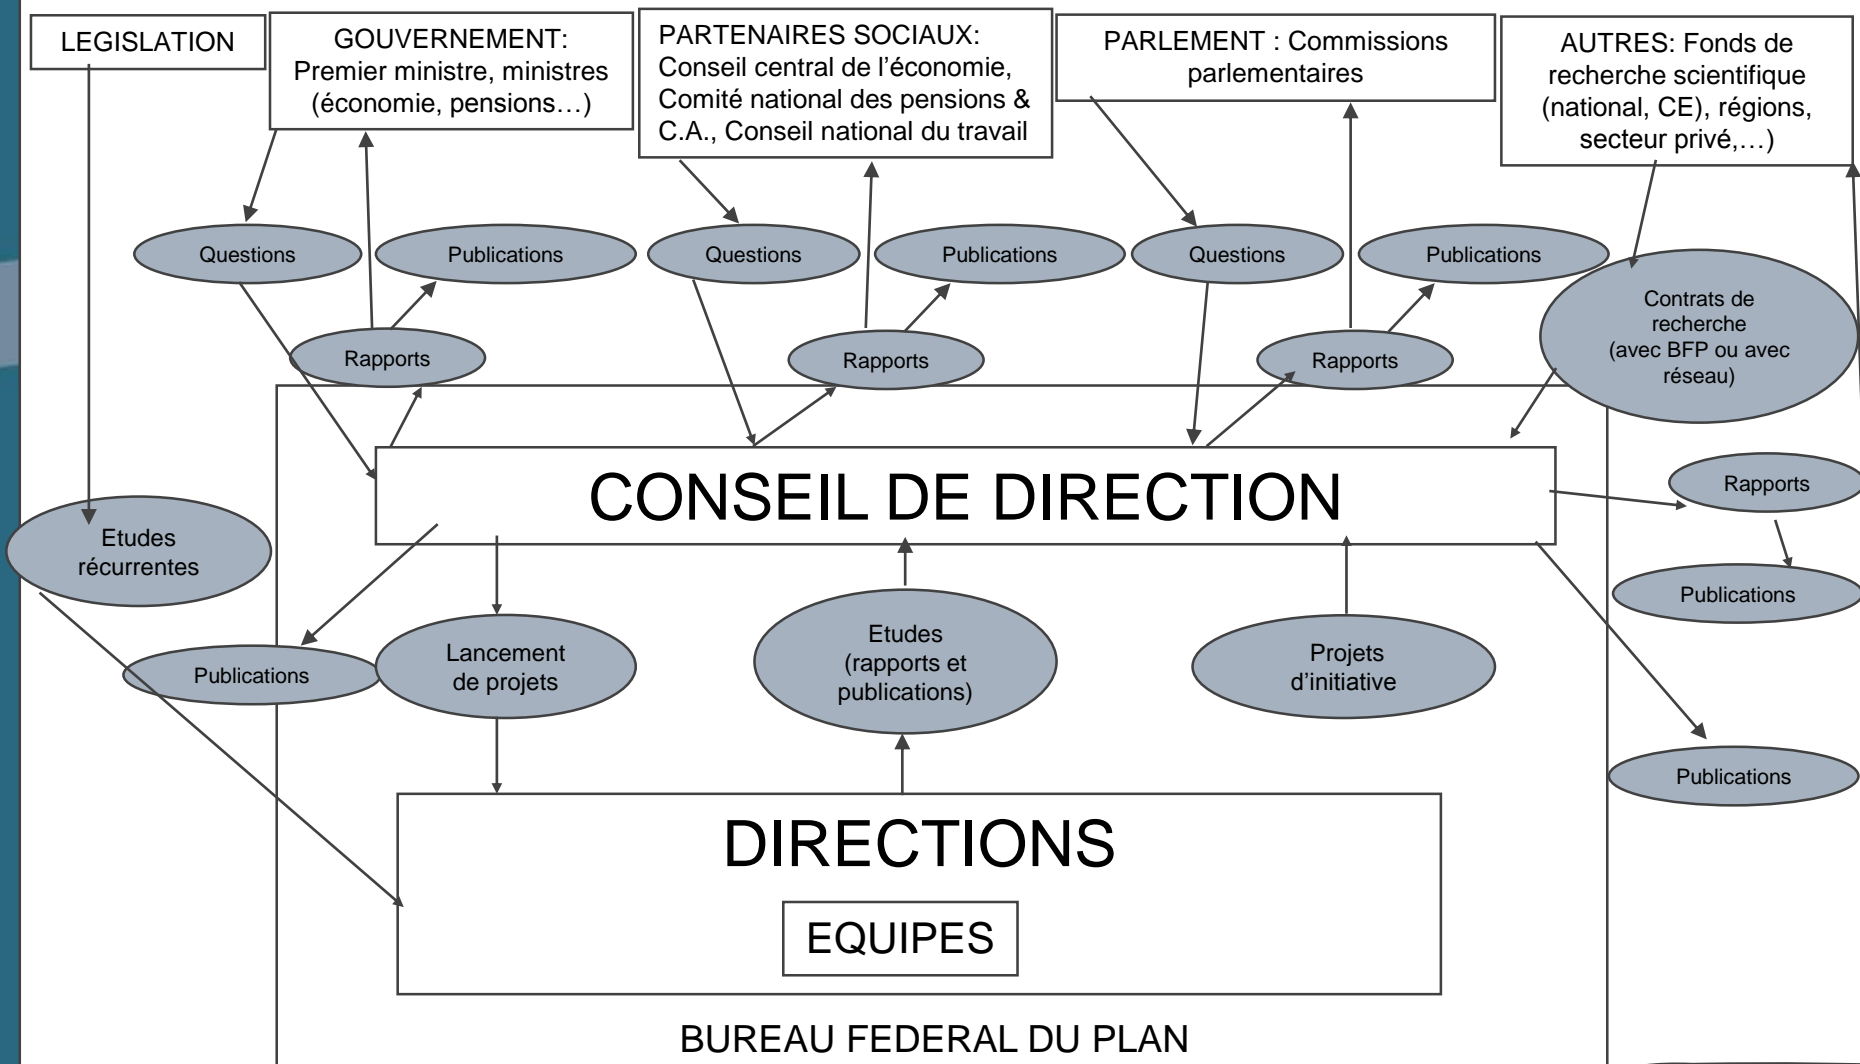 LEGISLATION
GOUVERNEMENT:
Premier ministre, ministres
(économie, pensions…)
PARTENAIRES SOCIAUX:
Conseil central de l’économie,
Comité national des pensions &
C.A., Conseil national du travail
PARLEMENT : Commissions
parlementaires
AUTRES: Fonds de
recherche scientifique
(national, CE), régions,
secteur privé,…)
Questions
Publications
Questions
Publications
Questions
Publications
Contrats de
recherche
(avec BFP ou avec
réseau)
Rapports
Rapports
Rapports
CONSEIL DE DIRECTION
Rapports
Etudes
récurrentes
Publications
Publications
Lancement
de projets
Etudes
(rapports et
publications)
Projets
d’initiative
Publications
DIRECTIONS
EQUIPES
BUREAU FEDERAL DU PLAN